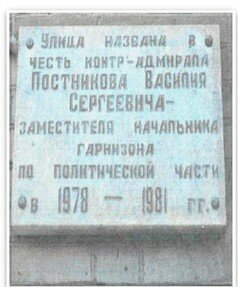 Улица названа в
честь контр-адмирала
Постникова Василия
Сергеевича-
заместителя начальника
гарнизона
по политической части
в 1978 — 1981 гг.